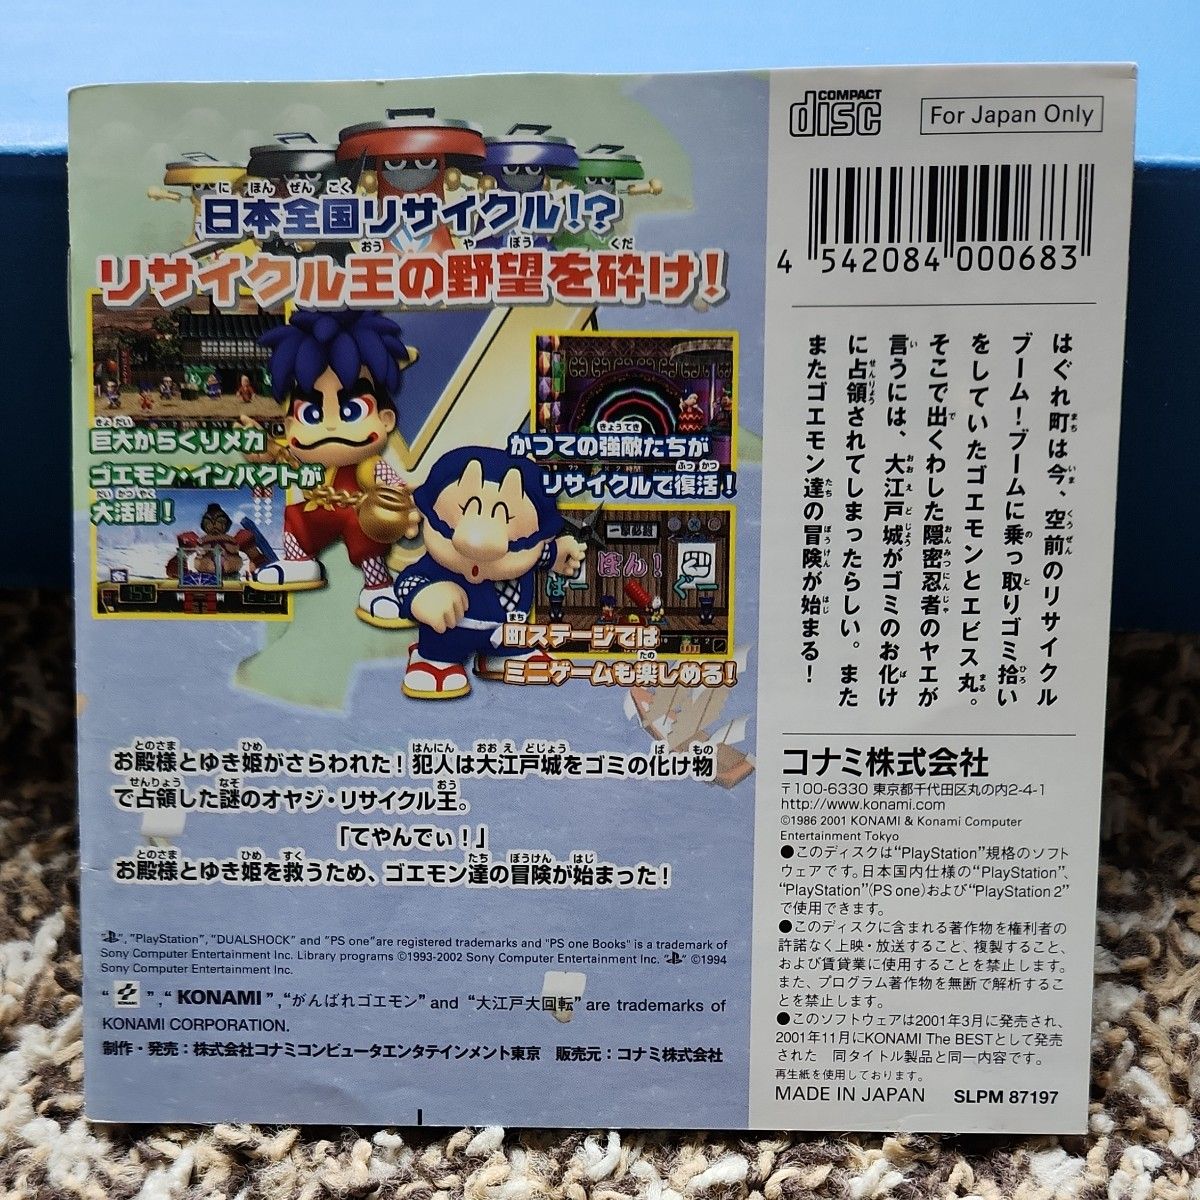 日本全国リサイクル!?
リサイクル王の野望を砕け!
巨大からくりメカ
ゴエモン・インパクトが
大活躍!
かつての強敵たちが
リサイクルで復活!
一撃必殺
ぽん!
ぱー
ぐー
町ステージでは
ミニゲームも楽しめる!
お殿様とゆき姫がさらわれた!犯人は大江戸城をゴミの化け物
で占領した謎のオヤジ・リサイクル王。
「てやんでぃ!」
お殿様とゆき姫を救うため、ゴエモン達の冒険が始まった!
"PlayStation", "DUALSHOCK" and "PS one" are registered trademarks and "PS one Books" is a trademark of
Sony Computer Entertainment Inc. Library programs ©1993-2002 Sony Computer Entertainment Inc. ©1994
Sony Computer Entertainment Inc.
"KONAMI", "がんばれゴエモン" and "大江戸大回転" are trademarks of
KONAMI CORPORATION.
制作・発売:株式会社コナミコンピュータエンタテインメント東京 販売元:コナミ株式会社
COMPACT
disc
For Japan Only
4 542084 000683
はぐれ町は今、空前のリサイクル
ブーム!ブームに乗っ取りゴミ拾い
をしていたゴエモンとエビス丸。
そこで出くわした隠密忍者のヤエが
言うには、大江戸城がゴミのお化け
に占領されてしまったらしい。また
またゴエモン達の冒険が始まる!
コナミ株式会社
〒100-6330 東京都千代田区丸の内2-4-1
http://www.konami.com
©1986 2001 KONAMI & Konami Computer
Entertainment Tokyo
●このディスクは"PlayStation"規格のソフト
ウェアです。日本国内仕様の"PlayStation"、
"PlayStation"(PS one)および"PlayStation 2"
で使用できます。
●このディスクに含まれる著作物を権利者の
許諾なく上映・放送すること、複製すること、
および賃貸業に使用することを禁止します。
また、プログラム著作物を無断で解析するこ
とを禁止します。
●このソフトウェアは2001年3月に発売され、
2001年11月にKONAMI The BESTとして発売
された 同タイトル製品と同一内容です。
再生紙を使用しております。
MADE IN JAPAN SLPM 87197